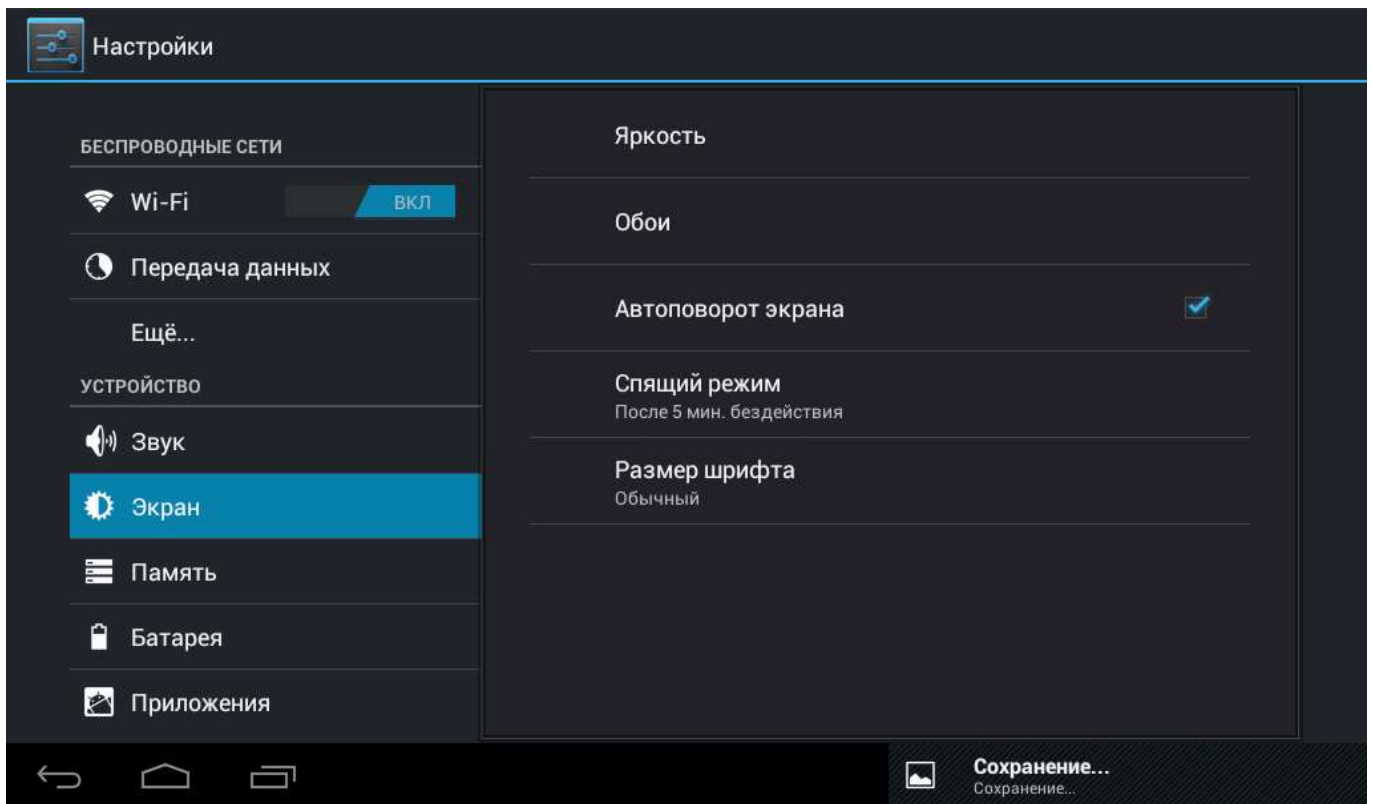 Настройки
БЕСПРОВОДНЫЕ СЕТИ
Wi-Fi
ВКЛ
Передача данных
Ещё...
УСТРОЙСТВО
Звук
Экран
Память
Батарея
Приложения
Яркость
Обои
Автоповорот экрана
Спящий режим
После 5 мин. бездействия
Размер шрифта
Обычный
Сохранение...
Сохранение...